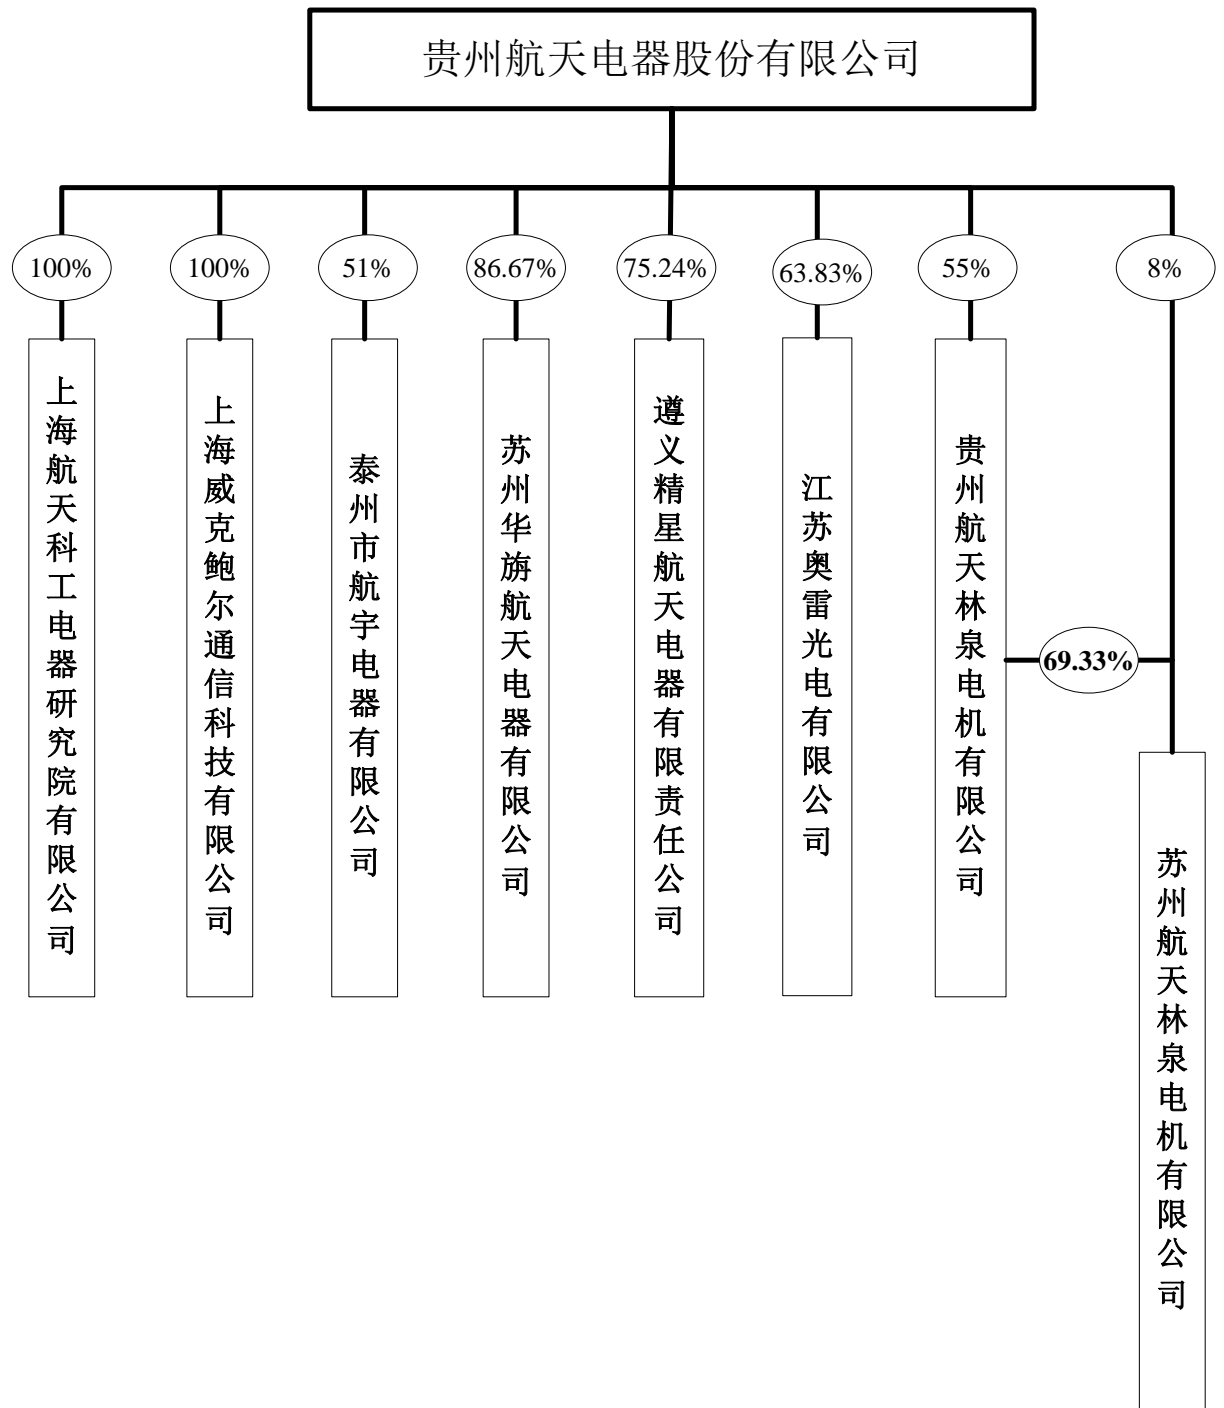 贵州航天电器股份有限公司
100%
100%
51%
86.67%
75.24%
63.83%
55%
8%
上海航天科工电器研究院有限公司
上海威克鲍尔通信科技有限公司
泰州市航宇电器有限公司
苏州华旃航天电器有限公司
遵义精星航天电器有限责任公司
江苏奥雷光电有限公司
贵州航天林泉电机有限公司
69.33%
苏州航天林泉电机有限公司